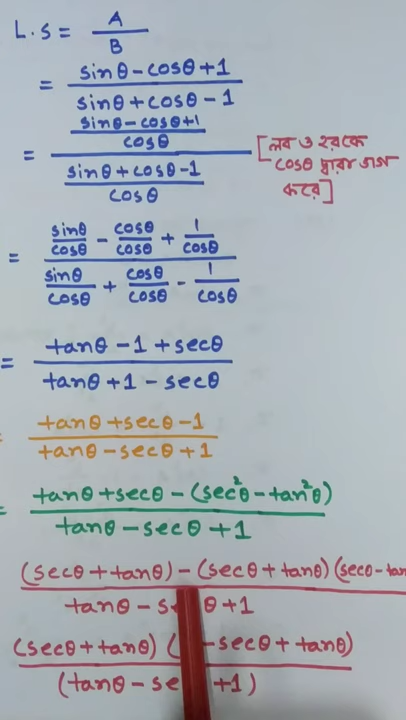 L.S = A/B
= (sinθ - cosθ + 1)/(sinθ + cosθ - 1)
= ((sinθ - cosθ + 1)/cosθ)/((sinθ + cosθ - 1)/cosθ) [লব ও হরকে
cosθ দ্বারা ভাগ
করে]
= (sinθ/cosθ - cosθ/cosθ + 1/cosθ)/(sinθ/cosθ + cosθ/cosθ - 1/cosθ)
= (tanθ - 1 + secθ)/(tanθ + 1 - secθ)
= (tanθ + secθ - 1)/(tanθ - secθ + 1)
= (tanθ + secθ - (sec²θ - tan²θ))/(tanθ - secθ + 1)
(secθ + tanθ) - (secθ + tanθ)(secθ - tan
tanθ - s θ + 1
(secθ + tanθ)( - secθ + tanθ)
(tanθ - se + 1)